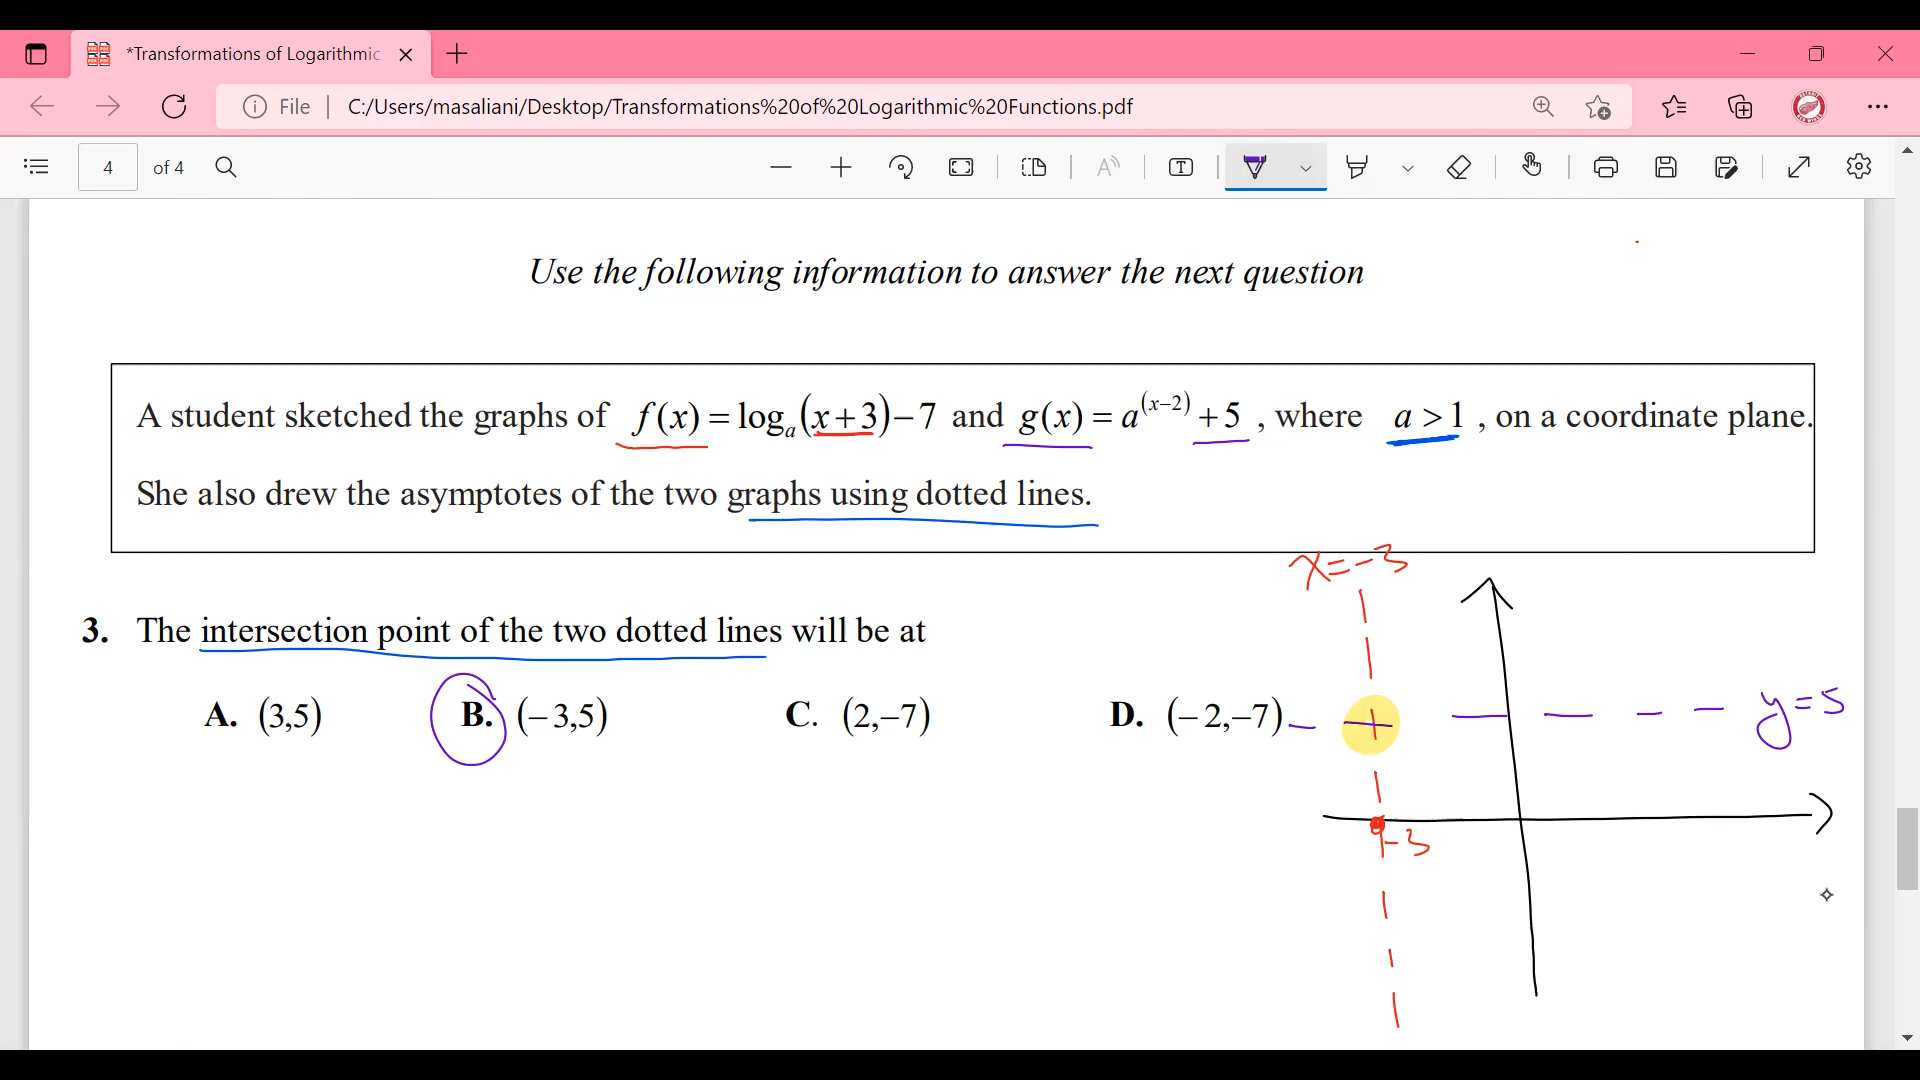 *Transformations of Logarithmic
File
C:/Users/masaliani/Desktop/Transformations%20of%20Logarithmic%20Functions.pdf
4 of 4
Use the following information to answer the next question
A student sketched the graphs of f(x) = logₐ(x+3)−7 and g(x) = a^(x−2) + 5 , where a > 1 , on a coordinate plane.
She also drew the asymptotes of the two graphs using dotted lines.
x=-3
3. The intersection point of the two dotted lines will be at
A. (3,5) B. (−3,5) C. (2,−7) D. (−2,−7)
y=5
-3